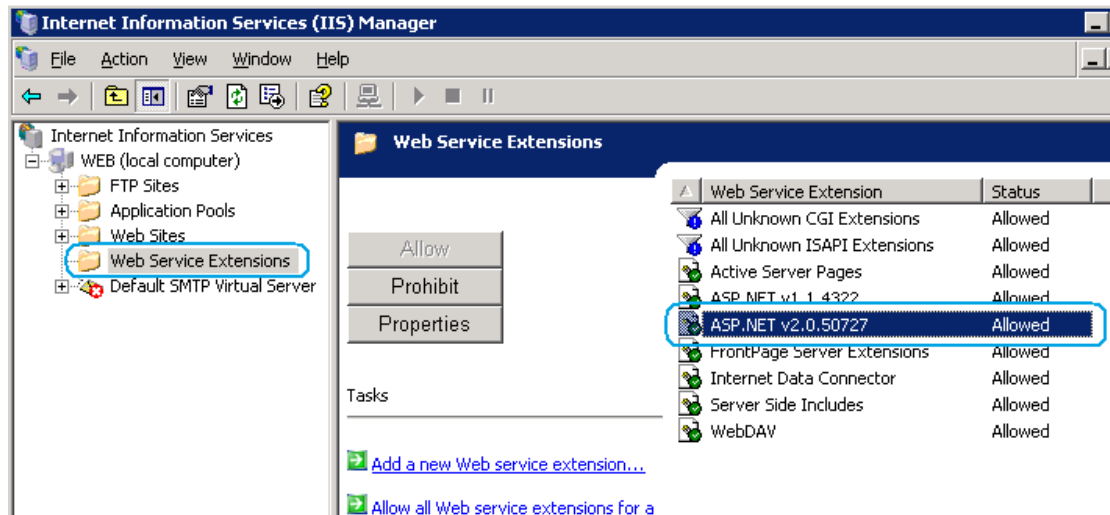 Internet Information Services (IIS) Manager
File Action View Window Help
Internet Information Services
WEB (local computer)
FTP Sites
Application Pools
Web Sites
Web Service Extensions
Default SMTP Virtual Server
Web Service Extensions
Allow
Prohibit
Properties
Tasks
Add a new Web service extension...
Allow all Web service extensions for a
Web Service Extension Status
All Unknown CGI Extensions Allowed
All Unknown ISAPI Extensions Allowed
Active Server Pages Allowed
ASP.NET v1.1.4322 Allowed
ASP.NET v2.0.50727 Allowed
FrontPage Server Extensions Allowed
Internet Data Connector Allowed
Server Side Includes Allowed
WebDAV Allowed